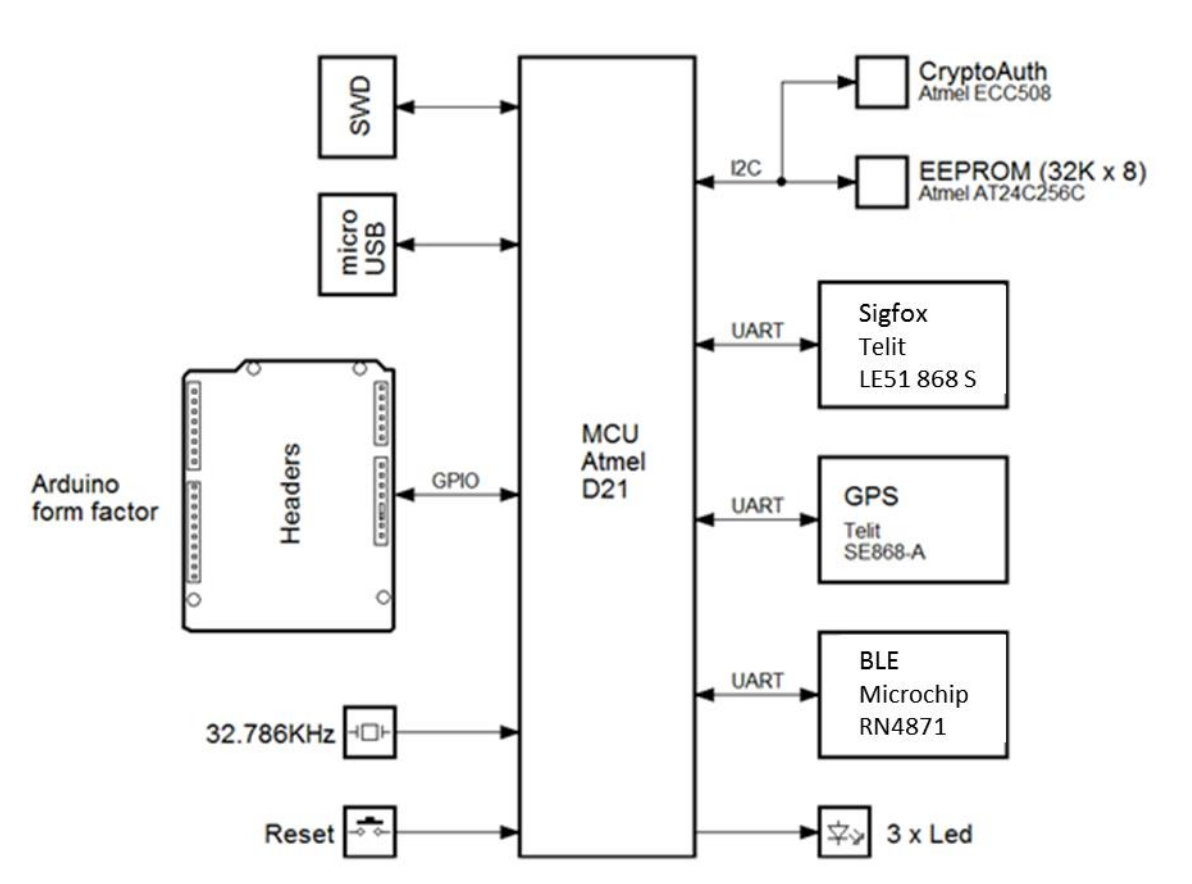 SWD
micro
USB
Arduino
form factor
Headers
GPIO
32.786KHz
Reset
MCU
Atmel
D21
I2C
CryptoAuth
Atmel ECC508
EEPROM (32K x 8)
Atmel AT24C256C
UART
Sigfox
Telit
LE51 868 S
UART
GPS
Telit
SE868-A
UART
BLE
Microchip
RN4871
3 x Led